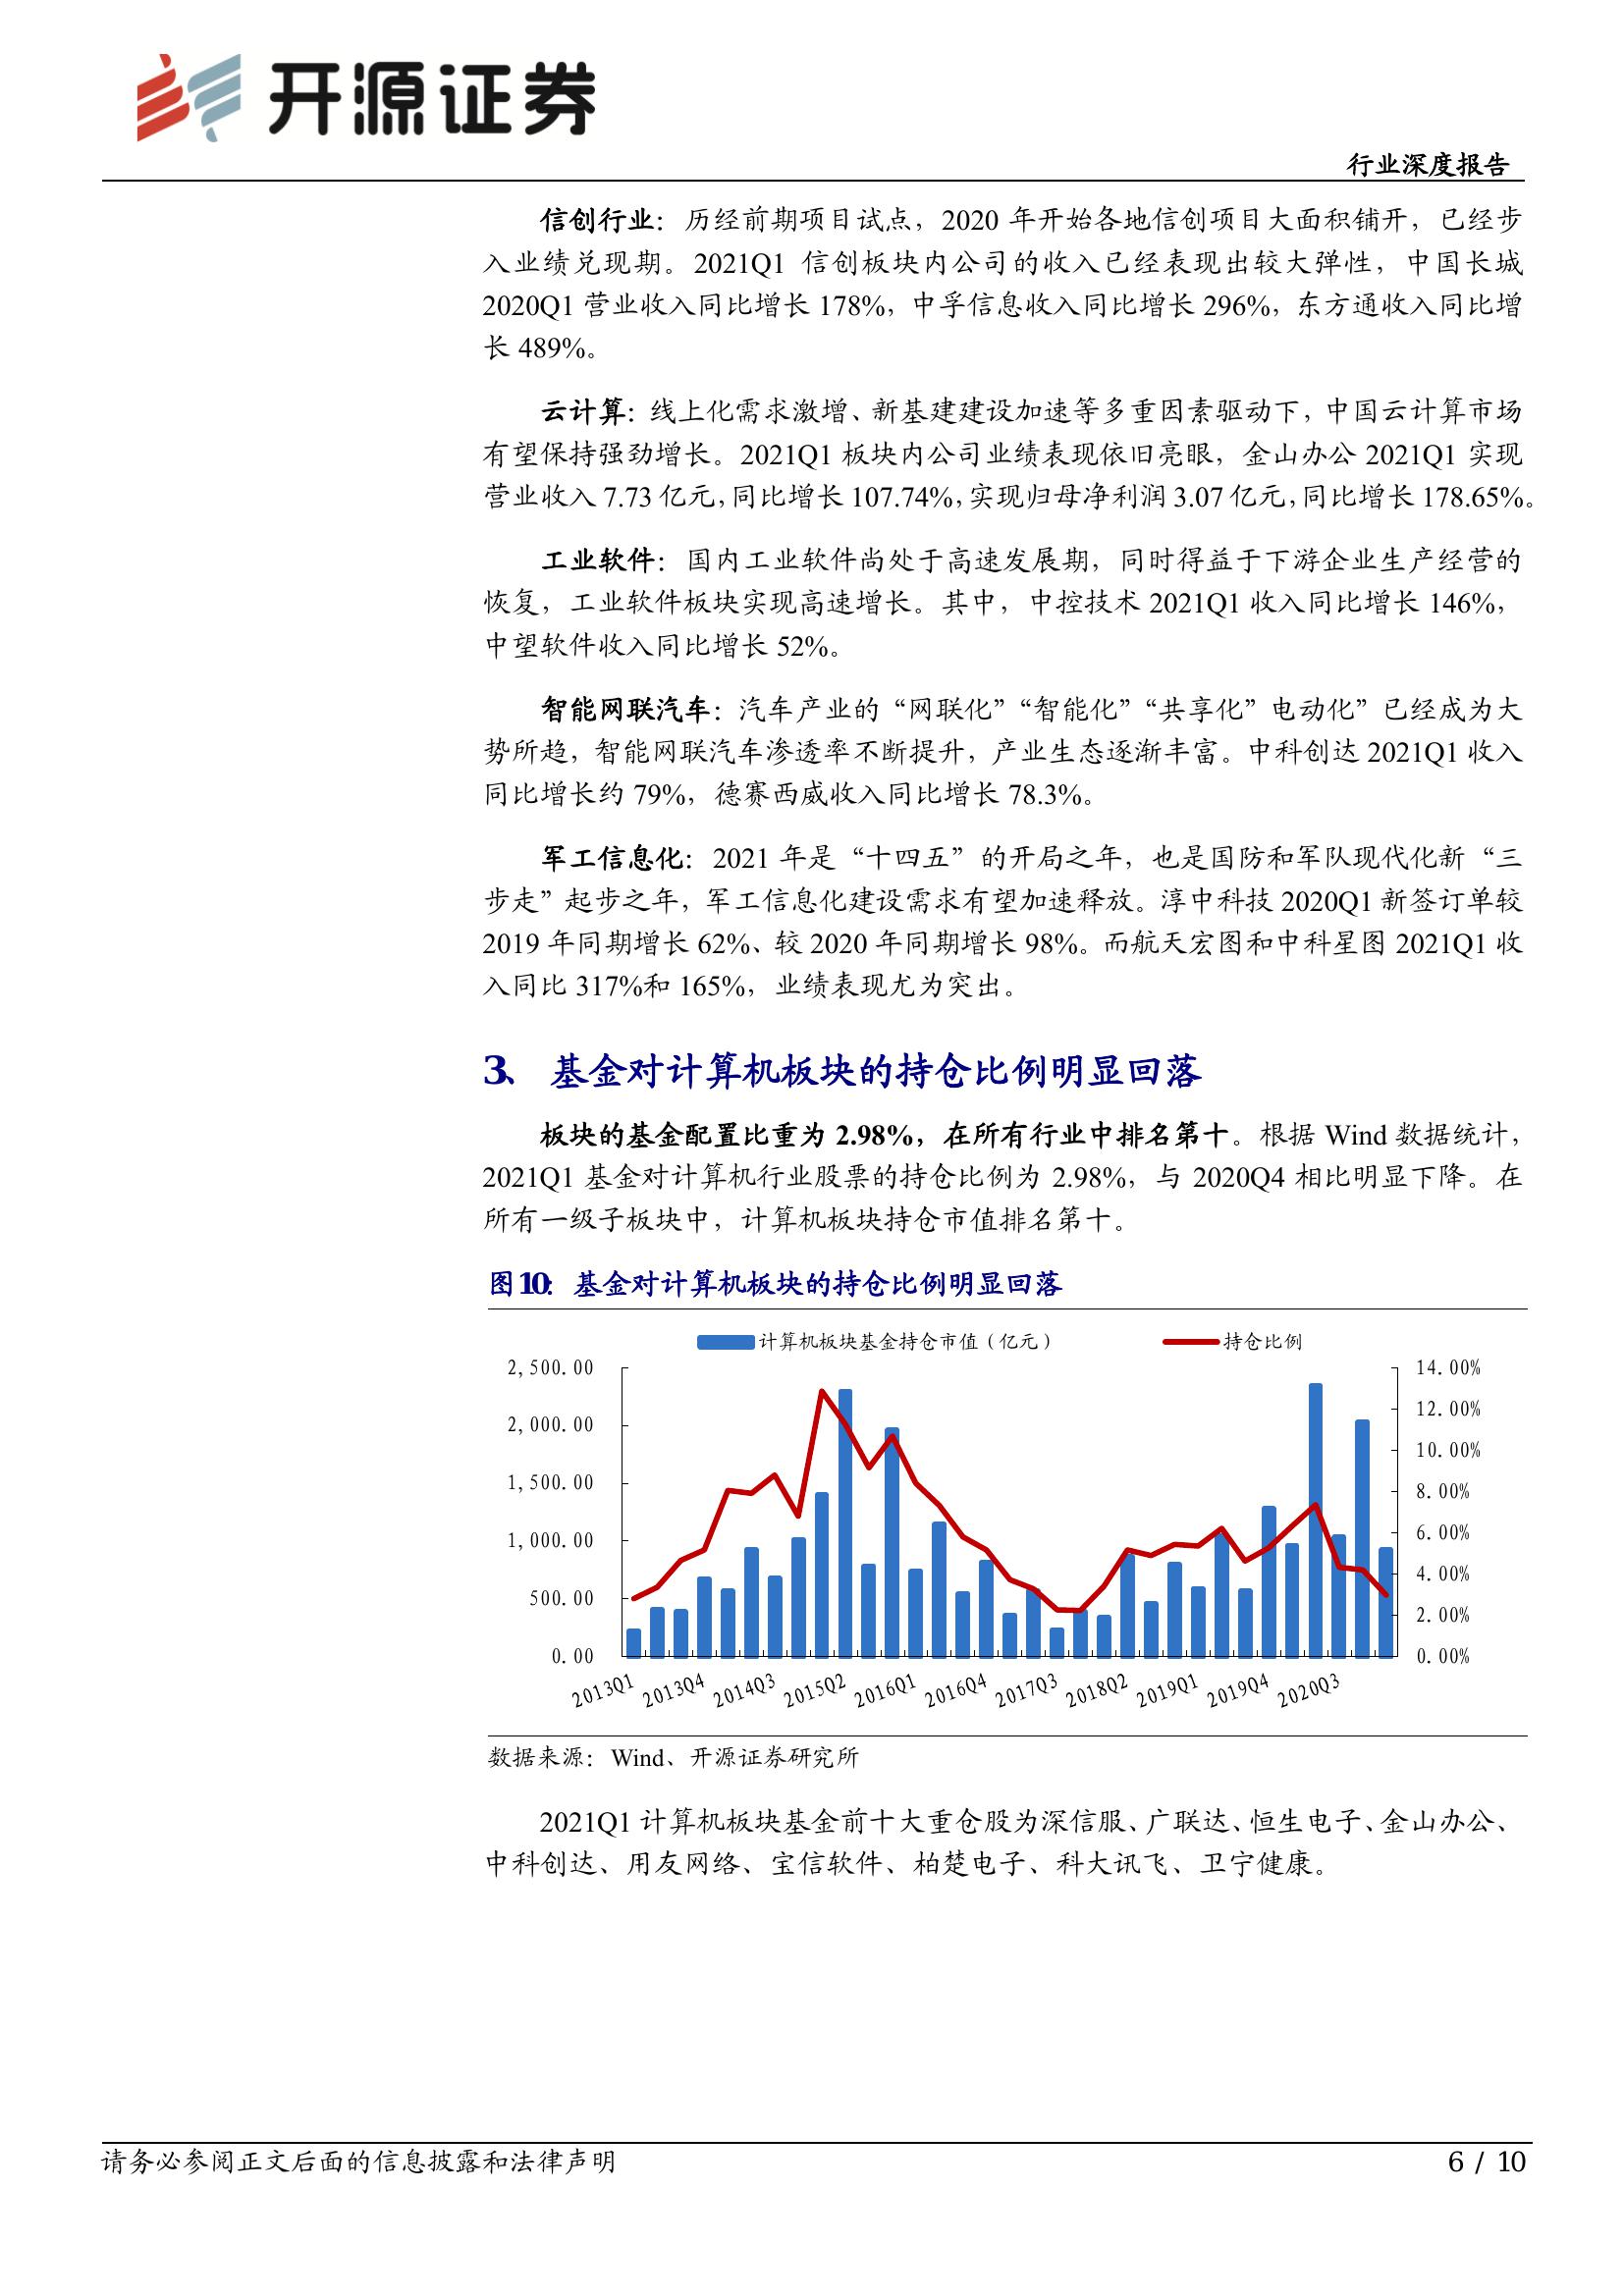 开源证券
行业深度报告
信创行业：历经前期项目试点，2020 年开始各地信创项目大面积铺开，已经步
入业绩兑现期。2021Q1 信创板块内公司的收入已经表现出较大弹性，中国长城
2020Q1 营业收入同比增长 178%，中孚信息收入同比增长 296%，东方通收入同比增
长 489%。
云计算：线上化需求激增、新基建建设加速等多重因素驱动下，中国云计算市场
有望保持强劲增长。2021Q1 板块内公司业绩表现依旧亮眼，金山办公 2021Q1 实现
营业收入 7.73 亿元，同比增长 107.74%，实现归母净利润 3.07 亿元，同比增长 178.65%。
工业软件：国内工业软件尚处于高速发展期，同时得益于下游企业生产经营的
恢复，工业软件板块实现高速增长。其中，中控技术 2021Q1 收入同比增长 146%，
中望软件收入同比增长 52%。
智能网联汽车：汽车产业的“网联化”“智能化”“共享化”电动化”已经成为大
势所趋，智能网联汽车渗透率不断提升，产业生态逐渐丰富。中科创达 2021Q1 收入
同比增长约 79%，德赛西威收入同比增长 78.3%。
军工信息化：2021 年是“十四五”的开局之年，也是国防和军队现代化新“三
步走”起步之年，军工信息化建设需求有望加速释放。淳中科技 2020Q1 新签订单较
2019 年同期增长 62%、较 2020 年同期增长 98%。而航天宏图和中科星图 2021Q1 收
入同比 317%和 165%，业绩表现尤为突出。
3、 基金对计算机板块的持仓比例明显回落
板块的基金配置比重为 2.98%，在所有行业中排名第十。根据 Wind 数据统计，
2021Q1 基金对计算机行业股票的持仓比例为 2.98%，与 2020Q4 相比明显下降。在
所有一级子板块中，计算机板块持仓市值排名第十。
图10：基金对计算机板块的持仓比例明显回落
计算机板块基金持仓市值（亿元） 持仓比例
2,500.00 14.00%
12.00%
2,000.00
10.00%
1,500.00 8.00%
1,000.00 6.00%
4.00%
500.00
2.00%
0.00 0.00%
2013Q1 2013Q4 2014Q3 2015Q2 2016Q1 2016Q4 2017Q3 2018Q2 2019Q1 2019Q4 2020Q3
数据来源：Wind、开源证券研究所
2021Q1 计算机板块基金前十大重仓股为深信服、广联达、恒生电子、金山办公、
中科创达、用友网络、宝信软件、柏楚电子、科大讯飞、卫宁健康。
请务必参阅正文后面的信息披露和法律声明 6 / 10